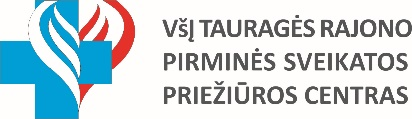 VšĮ TAURAGĖS RAJONO
PIRMINĖS SVEIKATOS
PRIEŽIŪROS CENTRAS